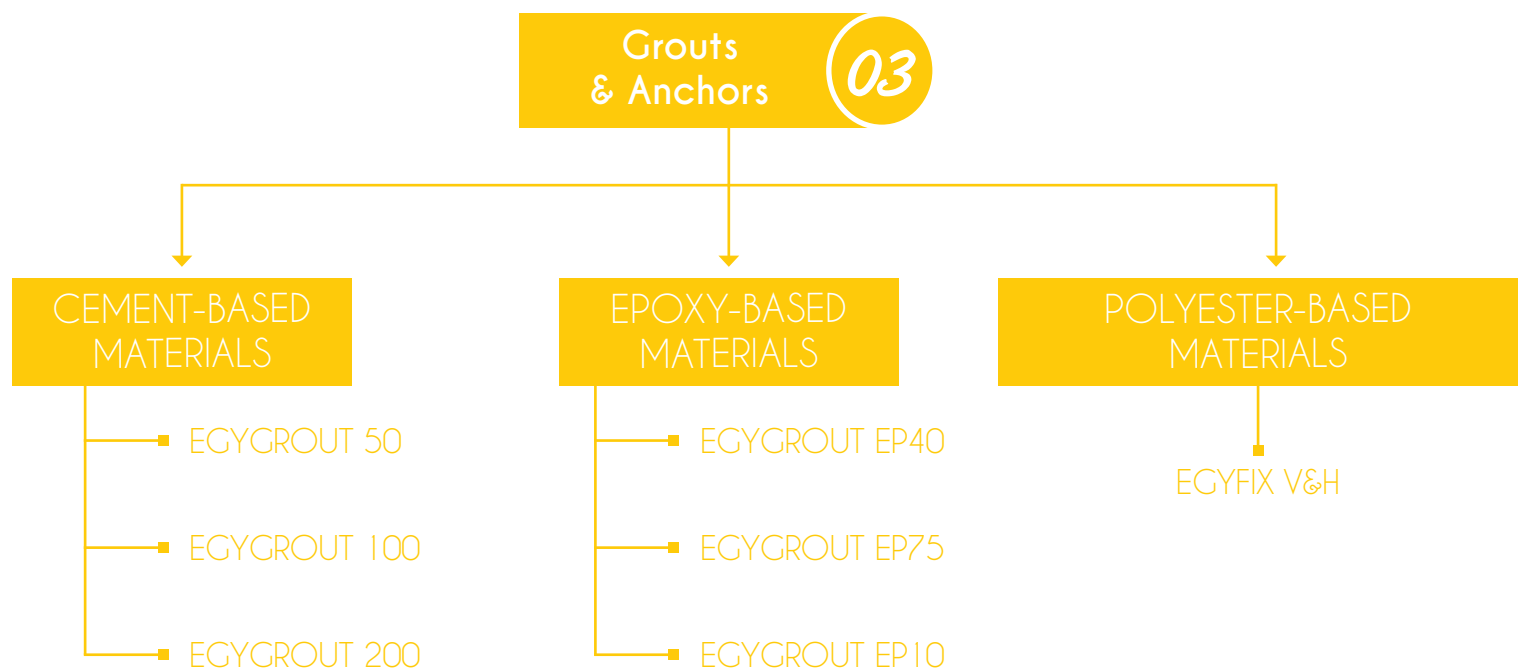 Grouts
& Anchors
03
CEMENT-BASED
MATERIALS
EGYGROUT 50
EGYGROUT 100
EGYGROUT 200
EPOXY-BASED
MATERIALS
EGYGROUT EP40
EGYGROUT EP75
EGYGROUT EP10
POLYESTER-BASED
MATERIALS
EGYFIX V&H